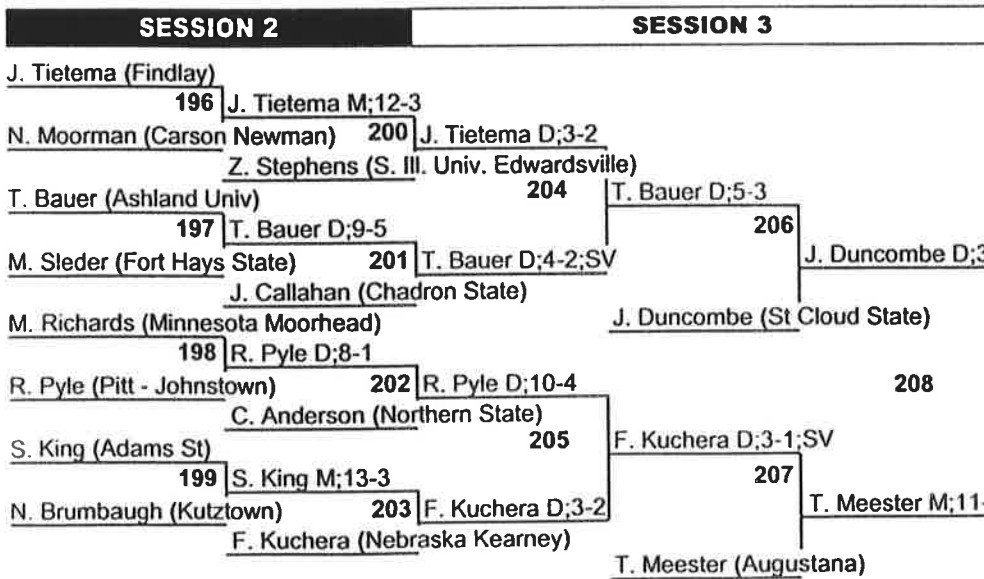 SESSION 2
SESSION 3
J. Tietema (Findlay)
196 J. Tietema M;12-3
N. Moorman (Carson Newman) 200 J. Tietema D;3-2
Z. Stephens (S. Ill. Univ. Edwardsville)
T. Bauer (Ashland Univ) 204 T. Bauer D;5-3
197 T. Bauer D;9-5 206
M. Sleder (Fort Hays State) 201 T. Bauer D;4-2;SV J. Duncombe D;3
J. Callahan (Chadron State)
M. Richards (Minnesota Moorhead) J. Duncombe (St Cloud State)
198 R. Pyle D;8-1
R. Pyle (Pitt - Johnstown) 202 R. Pyle D;10-4 208
C. Anderson (Northern State)
S. King (Adams St) 205 F. Kuchera D;3-1;SV
199 S. King M;13-3 207
N. Brumbaugh (Kutztown) 203 F. Kuchera D;3-2 T. Meester M;11-
F. Kuchera (Nebraska Kearney)
T. Meester (Augustana)